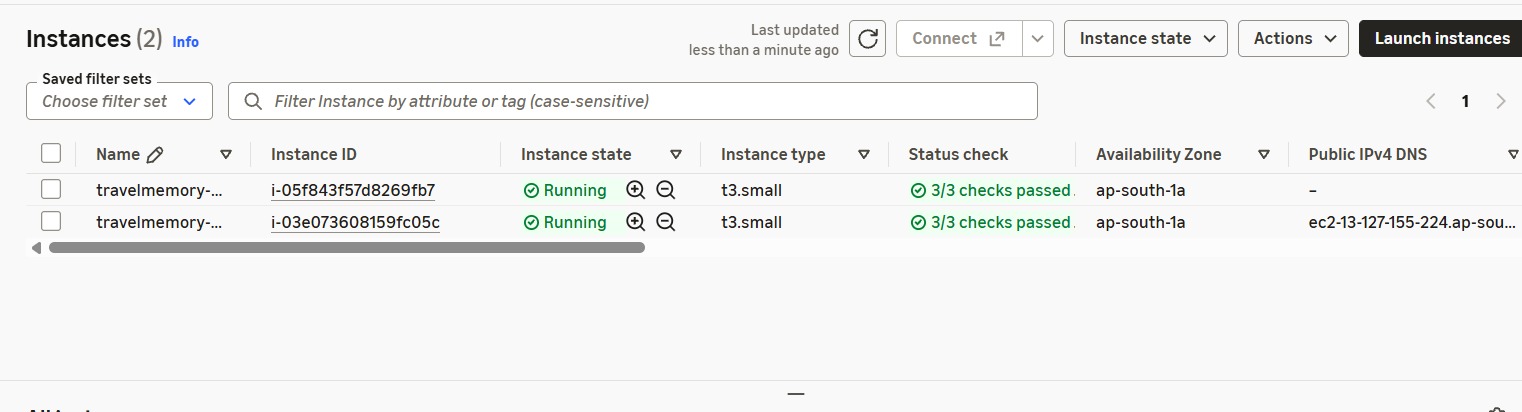 Instances (2) Info
Last updated
less than a minute ago
Connect
Instance state
Actions
Launch instances
Saved filter sets
Choose filter set
Filter Instance by attribute or tag (case-sensitive)
1
Name Instance ID Instance state Instance type Status check Availability Zone Public IPv4 DNS
travelmemory-... i-05f843f57d8269fb7 Running t3.small 3/3 checks passed ap-south-1a –
travelmemory-... i-03e073608159fc05c Running t3.small 3/3 checks passed ap-south-1a ec2-13-127-155-224.ap-sou...